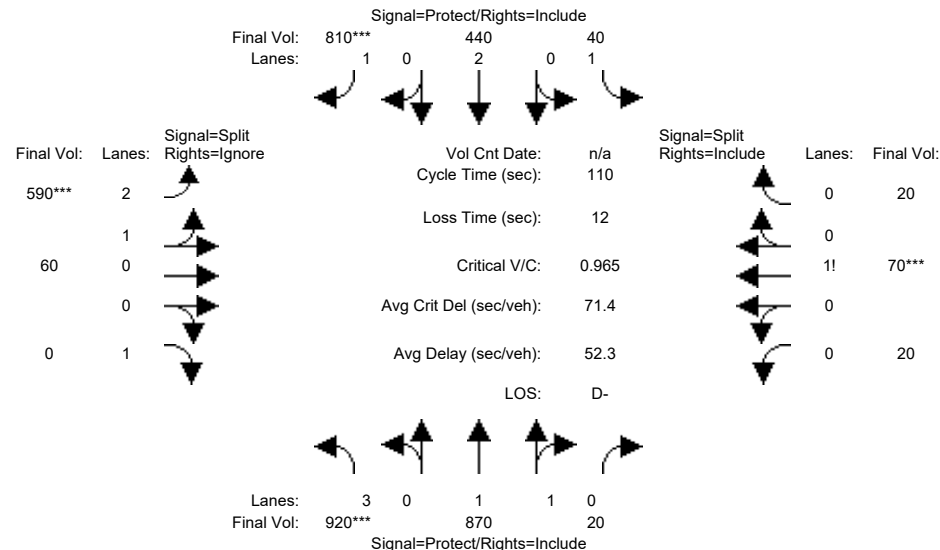 Signal=Protect/Rights=Include
Final Vol: 810*** 440 40
Lanes: 1 0 2 0 1
Signal=Split
Final Vol: Lanes: Rights=Ignore
Vol Cnt Date: n/a
Signal=Split
Rights=Include Lanes: Final Vol:
Cycle Time (sec): 110
590*** 2
0 20
Loss Time (sec): 12
1
0
60 0
Critical V/C: 0.965
1! 70***
0
Avg Crit Del (sec/veh): 71.4
0
0 1
Avg Delay (sec/veh): 52.3
0 20
LOS: D-
Lanes: 3 0 1 1 0
Final Vol: 920*** 870 20
Signal=Protect/Rights=Include